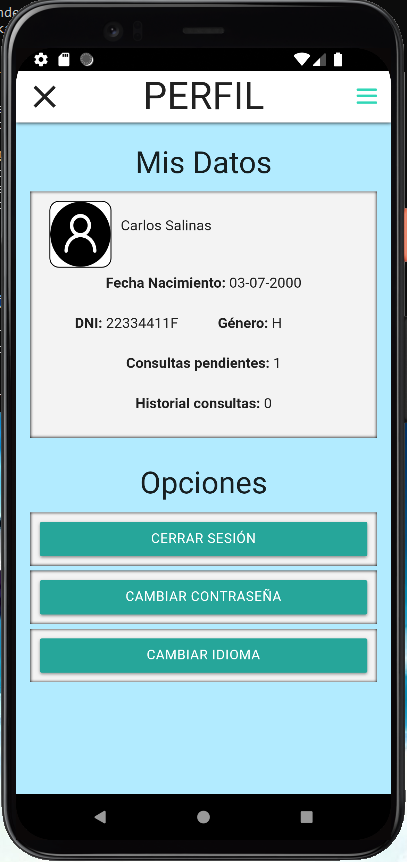 PERFIL
Mis Datos
Carlos Salinas
Fecha Nacimiento: 03-07-2000
DNI: 22334411F Género: H
Consultas pendientes: 1
Historial consultas: 0
Opciones
CERRAR SESIÓN
CAMBIAR CONTRASEÑA
CAMBIAR IDIOMA